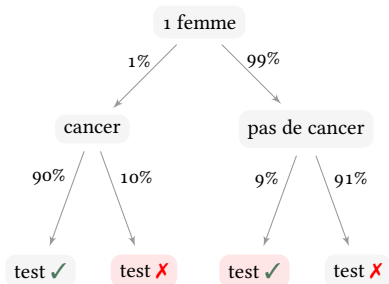 1 femme
1% 99%
cancer pas de cancer
90% 10% 9% 91%
test ✓ test ✗ test ✓ test ✗